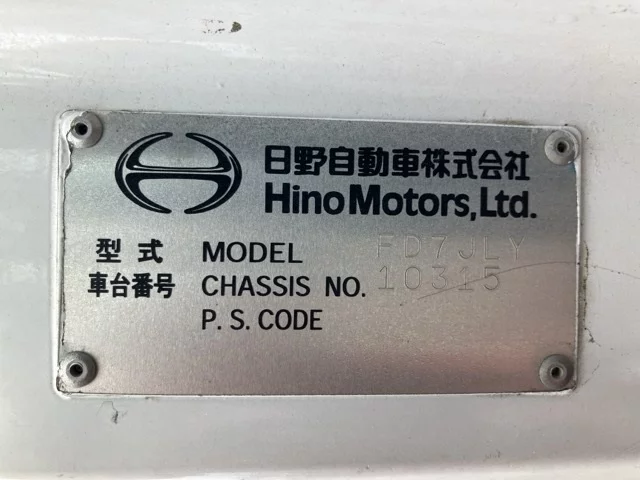 日野自動車株式会社
Hino Motors, Ltd.
型式 MODEL FD7JLY
車台番号 CHASSIS NO. 10315
P. S. CODE